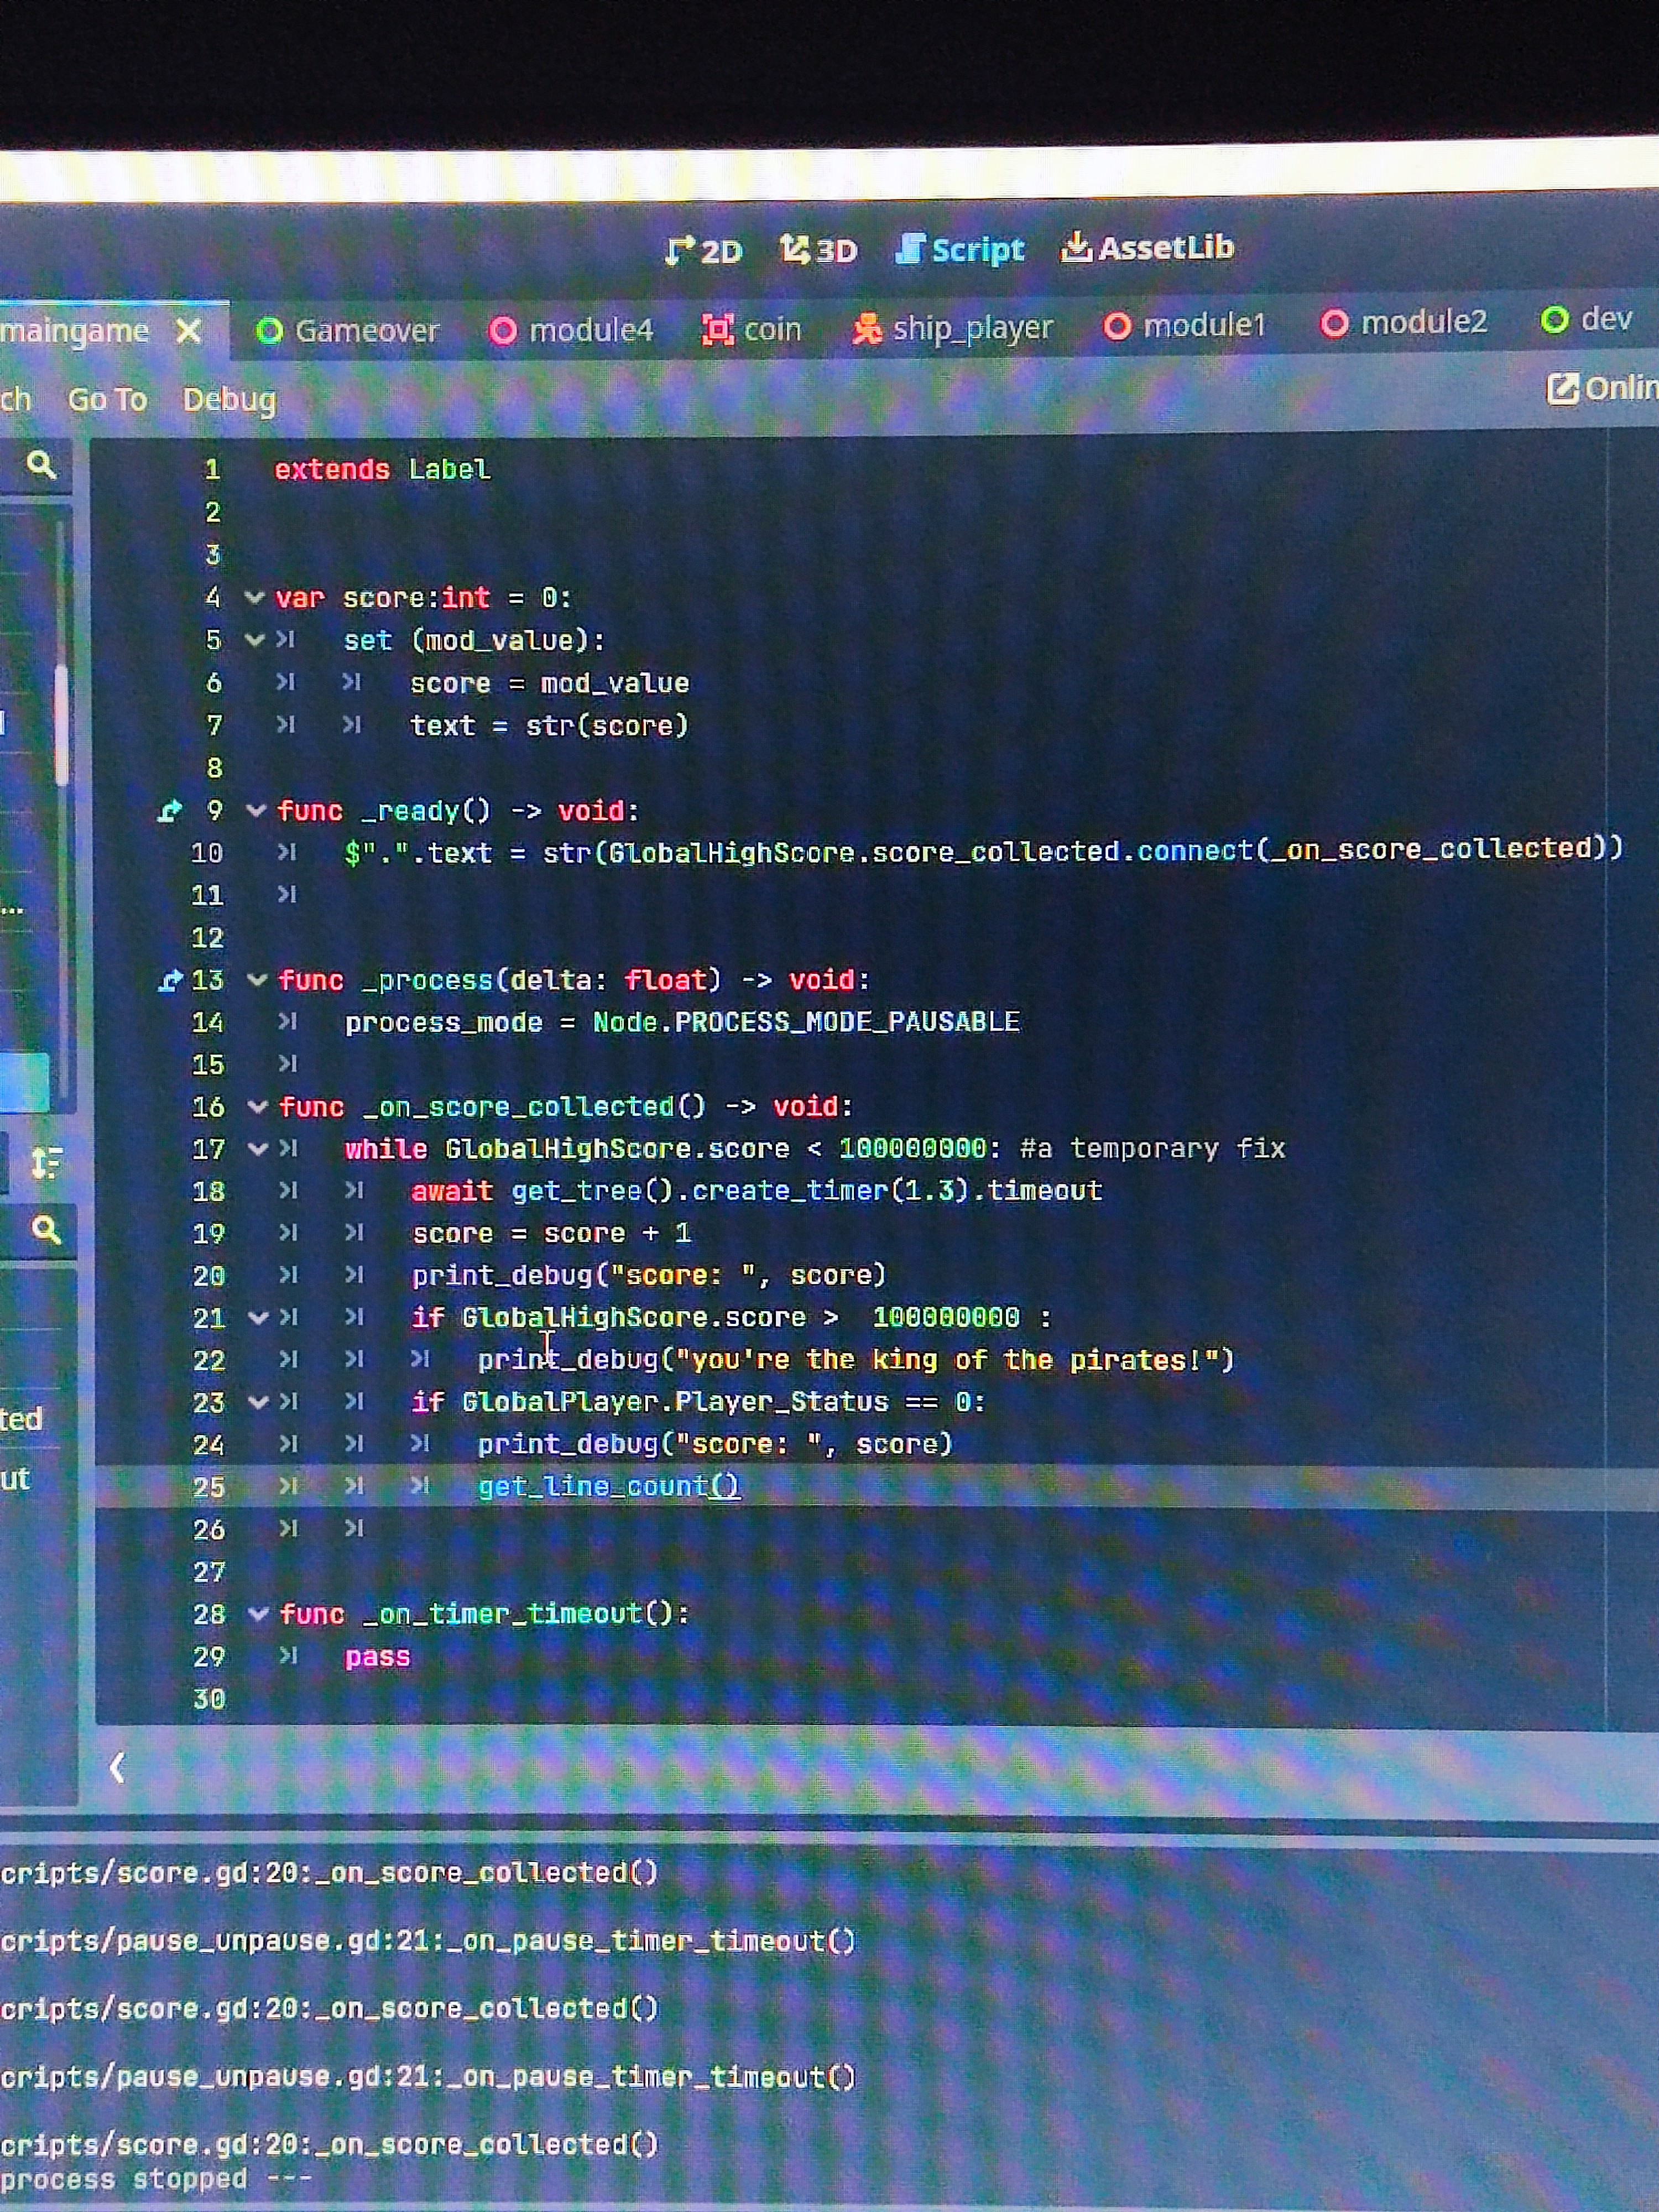 2D 3D Script AssetLib
maingame Gameover module4 coin ship_player module1 module2 dev
Go To Debug
1 extends Label
2
3
4 var score:int = 0:
5 set (mod_value):
6 score = mod_value
7 text = str(score)
8
9 func _ready() -> void:
10 $".".text = str(GlobalHighScore.score_collected.connect(_on_score_collected))
11
12
13 func _process(delta: float) -> void:
14 process_mode = Node.PROCESS_MODE_PAUSABLE
15
16 func _on_score_collected() -> void:
17 while GlobalHighScore.score < 100000000: #a temporary fix
18 await get_tree().create_timer(1.3).timeout
19 score = score + 1
20 print_debug("score: ", score)
21 if GlobalHighScore.score >  100000000 :
22 print_debug("you're the king of the pirates!")
23 if GlobalPlayer.Player_Status == 0:
24 print_debug("score: ", score)
25 get_line_count()
26
27
28 func _on_timer_timeout():
29 pass
30
cripts/score.gd:20:_on_score_collected()
cripts/pause_unpause.gd:21:_on_pause_timer_timeout()
cripts/score.gd:20:_on_score_collected()
cripts/pause_unpause.gd:21:_on_pause_timer_timeout()
cripts/score.gd:20:_on_score_collected()
process stopped ---